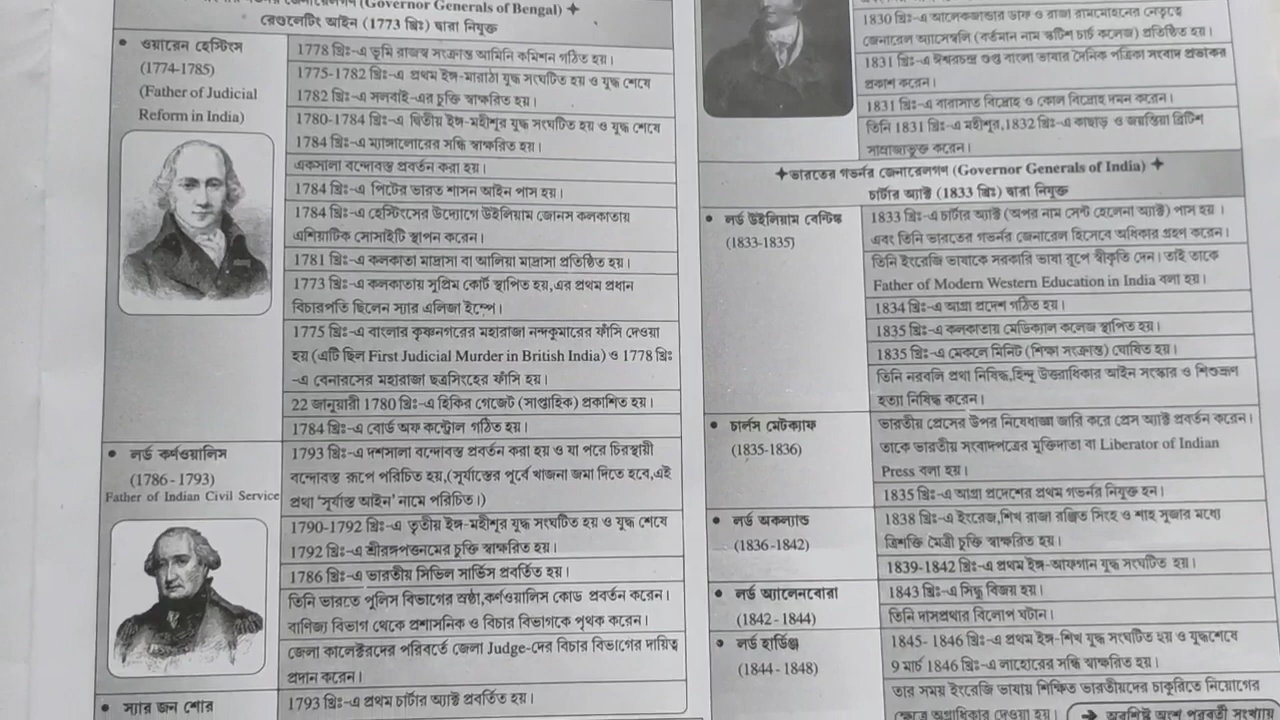 গভর্নর জেনারেলগণ (Governor Generals of Bengal) ✦
রেগুলেটিং আইন (1773 খ্রিঃ) দ্বারা নিযুক্ত
• ওয়ারেন হেস্টিংস
(1774-1785)
(Father of Judicial
Reform in India)
1778 খ্রিঃ-এ ভূমি রাজস্ব সংক্রান্ত আমিনি কমিশন গঠিত হয়।
1775-1782 খ্রিঃ-এ প্রথম ইঙ্গ-মারাঠা যুদ্ধ সংঘটিত হয় ও যুদ্ধ শেষে
1782 খ্রিঃ-এ সলবাই-এর চুক্তি স্বাক্ষরিত হয়।
1780-1784 খ্রিঃ-এ দ্বিতীয় ইঙ্গ-মহীশূর যুদ্ধ সংঘটিত হয় ও যুদ্ধ শেষে
1784 খ্রিঃ-এ ম্যাঙ্গালোরের সন্ধি স্বাক্ষরিত হয়।
একসালা বন্দোবস্ত প্রবর্তন করা হয়।
1784 খ্রিঃ-এ পিটের ভারত শাসন আইন পাস হয়।
1784 খ্রিঃ-এ হেস্টিংসের উদ্যোগে উইলিয়াম জোনস কলকাতায়
এশিয়াটিক সোসাইটি স্থাপন করেন।
1781 খ্রিঃ-এ কলকাতা মাদ্রাসা বা আলিয়া মাদ্রাসা প্রতিষ্ঠিত হয়।
1773 খ্রিঃ-এ কলকাতায় সুপ্রিম কোর্ট স্থাপিত হয়,এর প্রথম প্রধান
বিচারপতি ছিলেন স্যার এলিজা ইম্পে।
1775 খ্রিঃ-এ বাংলার কৃষ্ণনগরের মহারাজা নন্দকুমারের ফাঁসি দেওয়া
হয় (এটি ছিল First Judicial Murder in British India) ও 1778 খ্রিঃ
-এ বেনারসের মহারাজা ছত্রসিংহের ফাঁসি হয়।
22 জানুয়ারী 1780 খ্রিঃ-এ হিকির গেজেট (সাপ্তাহিক) প্রকাশিত হয়।
1784 খ্রিঃ-এ বোর্ড অফ কন্ট্রোল গঠিত হয়।
• লর্ড কর্ণওয়ালিস
(1786 - 1793)
Father of Indian Civil Service
1793 খ্রিঃ-এ দশসালা বন্দোবস্ত প্রবর্তন করা হয় ও যা পরে চিরস্থায়ী
বন্দোবস্ত রূপে পরিচিত হয়,(সূর্যাস্তের পূর্বে খাজনা জমা দিতে হবে,এই
প্রথা 'সূর্যাস্ত আইন' নামে পরিচিত।)
1790-1792 খ্রিঃ-এ তৃতীয় ইঙ্গ-মহীশূর যুদ্ধ সংঘটিত হয় ও যুদ্ধ শেষে
1792 খ্রিঃ-এ শ্রীরঙ্গপত্তনমের চুক্তি স্বাক্ষরিত হয়।
1786 খ্রিঃ-এ ভারতীয় সিভিল সার্ভিস প্রবর্তিত হয়।
তিনি ভারতে পুলিস বিভাগের স্রষ্ঠা,কর্ণওয়ালিস কোড প্রবর্তন করেন।
বাণিজ্য বিভাগ থেকে প্রশাসনিক ও বিচার বিভাগকে পৃথক করেন।
জেলা কালেক্টরদের পরিবর্তে জেলা Judge-দের বিচার বিভাগের দায়িত্ব
প্রদান করেন।
• স্যার জন শোর
1793 খ্রিঃ-এ প্রথম চার্টার অ্যাক্ট প্রবর্তিত হয়।
1830 খ্রিঃ-এ আলেকজান্ডার ডাফ ও রাজা রামমোহনের নেতৃত্বে
জেনারেল অ্যাসেম্বলি (বর্তমান নাম স্কটিশ চার্চ কলেজ) প্রতিষ্ঠিত হয়।
1831 খ্রিঃ-এ ঈশ্বরচন্দ্র গুপ্ত বাংলা ভাষার দৈনিক পত্রিকা সংবাদ প্রভাকর
প্রকাশ করেন।
1831 খ্রিঃ-এ বারাসাত বিদ্রোহ ও কোল বিদ্রোহ দমন করেন।
তিনি 1831 খ্রিঃ-এ মহীশূর,1832 খ্রিঃ-এ কাছাড় ও জয়ন্তিয়া ব্রিটিশ
সাম্রাজ্যভুক্ত করেন।
✦ভারতের গভর্নর জেনারেলগণ (Governor Generals of India) ✦
চার্টার অ্যাক্ট (1833 খ্রিঃ) দ্বারা নিযুক্ত
• লর্ড উইলিয়াম বেন্টিঙ্ক
(1833-1835)
1833 খ্রিঃ-এ চার্টার অ্যাক্ট (অপর নাম সেন্ট হেলেনা অ্যাক্ট) পাস হয়।
এবং তিনি ভারতের গভর্নর জেনারেল হিসেবে অধিকার গ্রহণ করেন।
তিনি ইংরেজি ভাষাকে সরকারি ভাষা রূপে স্বীকৃতি দেন। তাই তাকে
Father of Modern Western Education in India বলা হয়।
1834 খ্রিঃ-এ আগ্রা প্রদেশ গঠিত হয়।
1835 খ্রিঃ-এ কলকাতায় মেডিক্যাল কলেজ স্থাপিত হয়।
1835 খ্রিঃ-এ মেকলে মিনিট (শিক্ষা সংক্রান্ত) ঘোষিত হয়।
তিনি নরবলি প্রথা নিষিদ্ধ,হিন্দু উত্তরাধিকার আইন সংস্কার ও শিশুকন্যা
হত্যা নিষিদ্ধ করেন।
• চার্লস মেটকাফ
(1835-1836)
ভারতীয় প্রেসের উপর নিষেধাজ্ঞা জারি করে প্রেস অ্যাক্ট প্রবর্তন করেন।
তাকে ভারতীয় সংবাদপত্রের মুক্তিদাতা বা Liberator of Indian
Press বলা হয়।
1835 খ্রিঃ-এ আগ্রা প্রদেশের প্রথম গভর্নর নিযুক্ত হন।
• লর্ড অকল্যান্ড
(1836-1842)
1838 খ্রিঃ-এ ইংরেজ,শিখ রাজা রঞ্জিত সিংহ ও শাহ সূজার মধ্যে
ত্রিশক্তি মৈত্রী চুক্তি স্বাক্ষরিত হয়।
1839-1842 খ্রিঃ-এ প্রথম ইঙ্গ-আফগান যুদ্ধ সংঘটিত হয়।
• লর্ড অ্যালেনবোরা
(1842 - 1844)
1843 খ্রিঃ-এ সিন্ধু বিজয় হয়।
তিনি দাসপ্রথার বিলোপ ঘটান।
• লর্ড হার্ডিঞ্জ
(1844 - 1848)
1845- 1846 খ্রিঃ-এ প্রথম ইঙ্গ-শিখ যুদ্ধ সংঘটিত হয় ও যুদ্ধশেষে
9 মার্চ 1846 খ্রিঃ-এ লাহোরের সন্ধি স্বাক্ষরিত হয়।
তার সময় ইংরেজি ভাষায় শিক্ষিত ভারতীয়দের চাকুরিতে নিয়োগের
ক্ষেত্রে অগ্রাধিকার দেওয়া হয়।
➔ অবশিষ্ট অংশ পরবর্তী সংখ্যায়